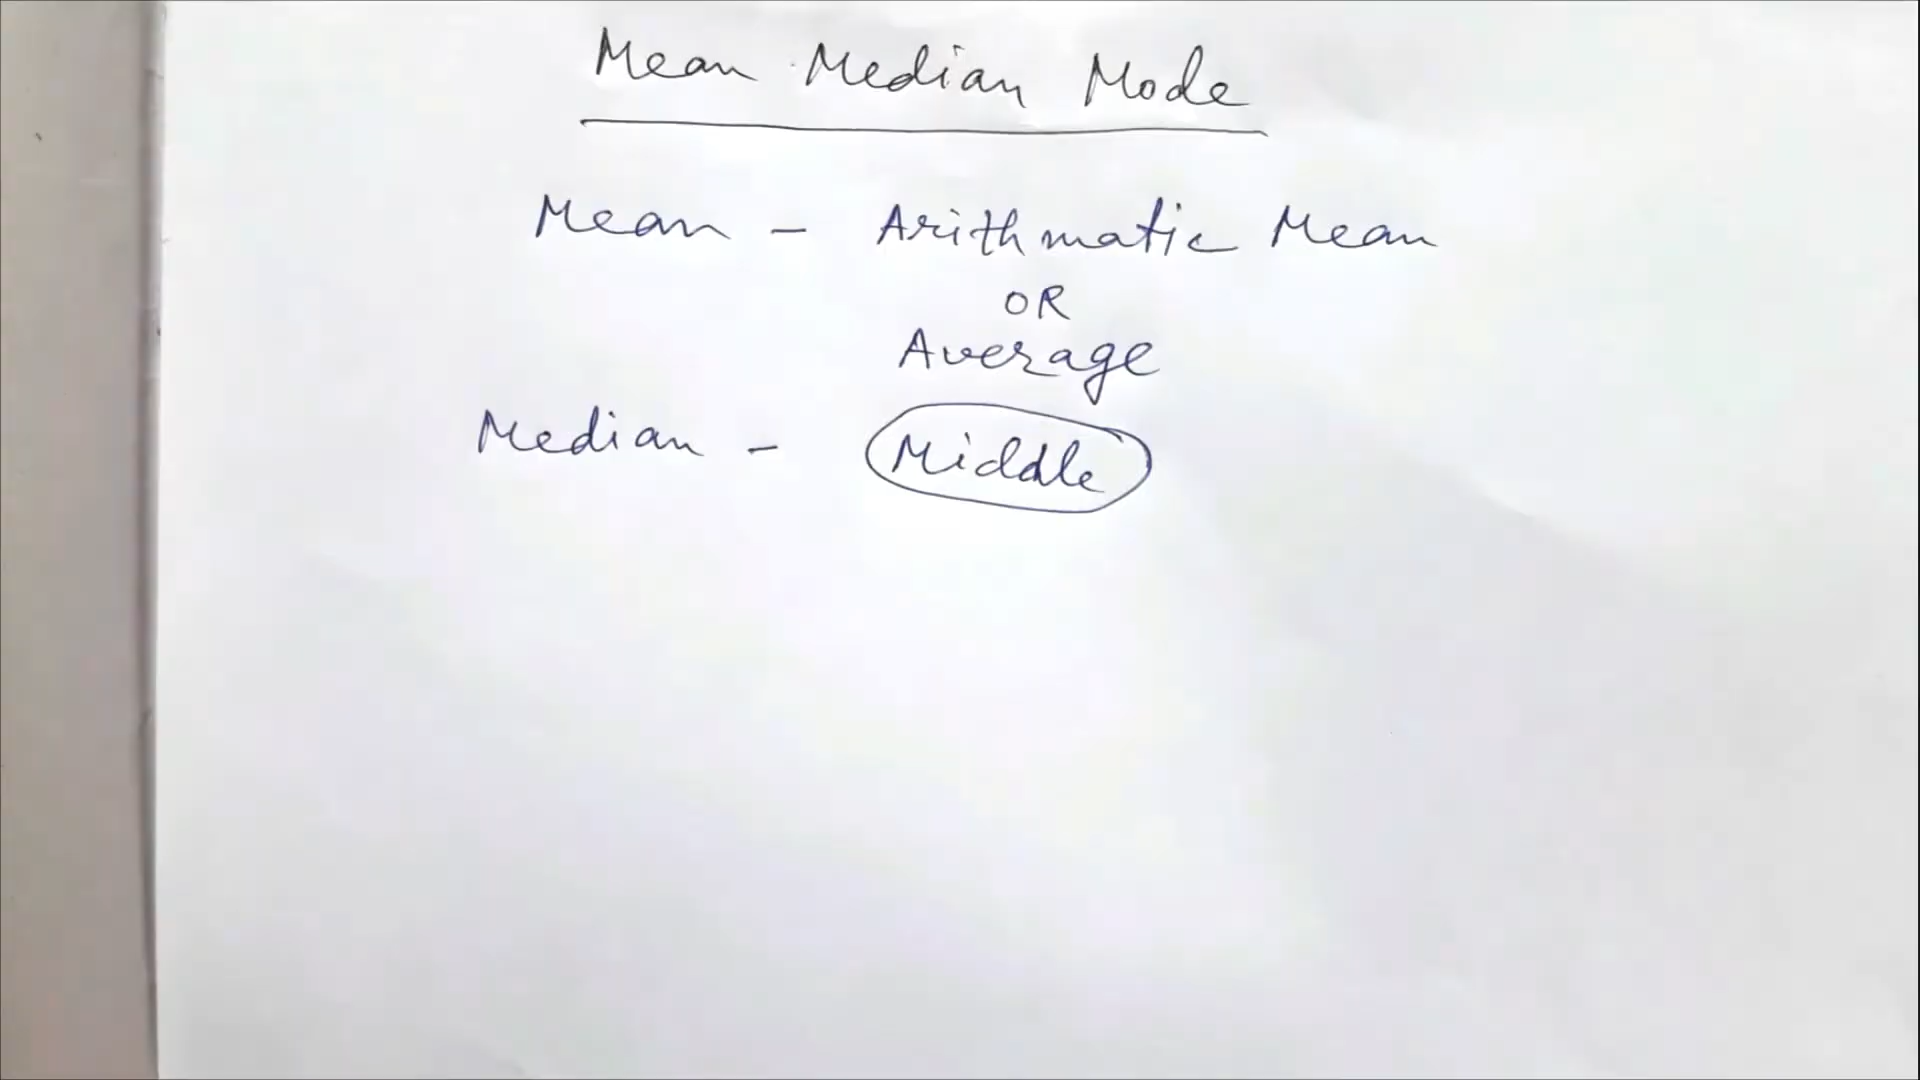 Mean Median Mode
Mean - Arithmatic Mean
OR
Average
Median - Middle